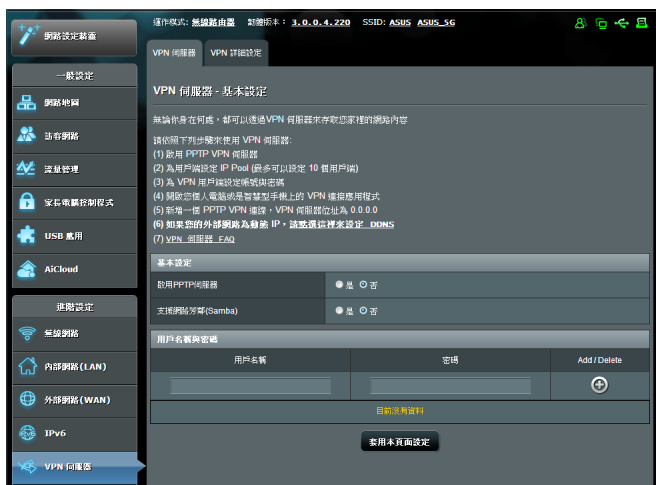 運作模式: 無線路由器 韌體版本: 3.0.0.4.220 SSID: ASUS ASUS_5G
網路設定精靈
VPN 伺服器 VPN 詳細設定
一般設定
網路地圖
訪客網路
流量管理
家長電腦控制程式
USB 應用
AiCloud
進階設定
無線網路
內部網路(LAN)
外部網路(WAN)
IPv6
VPN 伺服器
VPN 伺服器 - 基本設定
無論你身在何處，都可以透過VPN 伺服器來存取您家裡的網路內容
請依照下列步驟來使用 VPN 伺服器:
(1) 啟用 PPTP VPN 伺服器
(2) 為用戶端設定 IP Pool (最多可以設定 10 個用戶端)
(3) 為 VPN 用戶端設定帳號與密碼
(4) 開啟您個人電腦或是智慧型手機上的 VPN 連接應用程式
(5) 新增一個 PPTP VPN 連線，VPN 伺服器位址為 0.0.0.0
(6) 如果您的外部網路為動態 IP，請點選這裡來設定 DDNS
(7) VPN 伺服器 FAQ
基本設定
啟用PPTP伺服器 是 否
支援網路芳鄰(Samba) 是 否
用戶名稱與密碼
用戶名稱 密碼 Add / Delete
目前沒有資料
套用本頁面設定